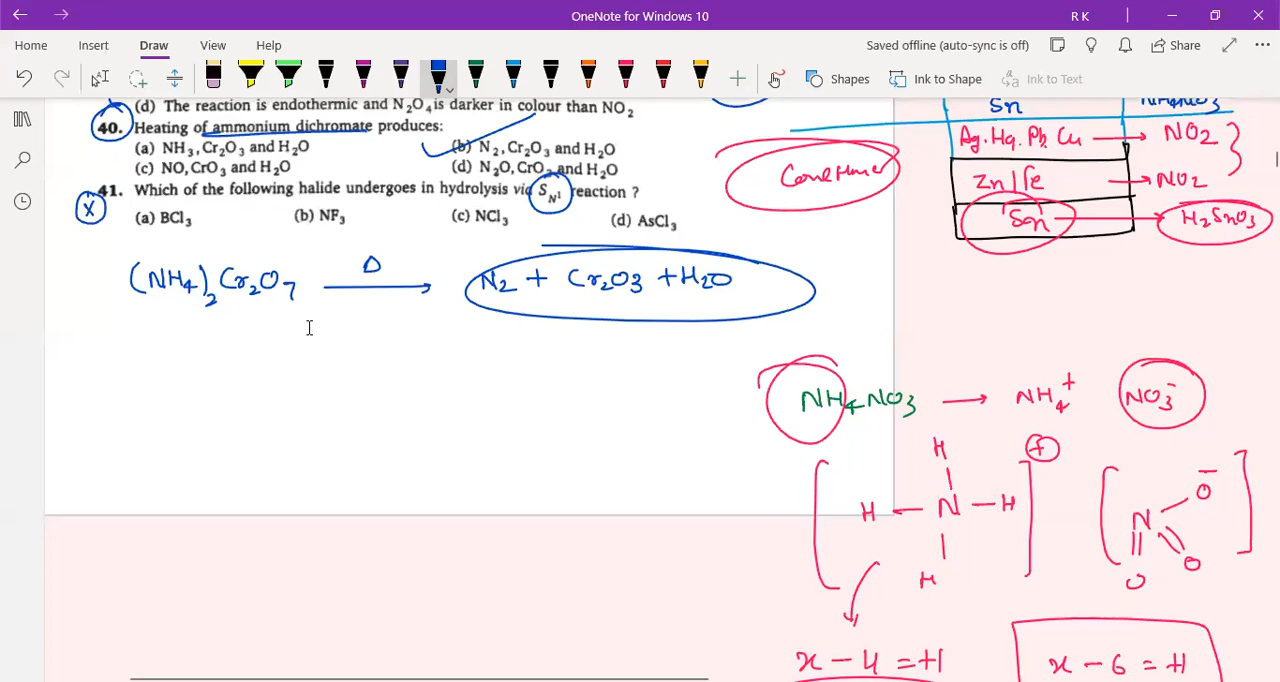 OneNote for Windows 10
R K
Home Insert Draw View Help
Saved offline (auto-sync is off)
Share
Shapes
Ink to Shape
Ink to Text
(d) The reaction is endothermic and N₂O₄ is darker in colour than NO₂
40. Heating of ammonium dichromate produces:
(a) NH₃, Cr₂O₃ and H₂O (b) N₂, Cr₂O₃ and H₂O
(c) NO, CrO₃ and H₂O (d) N₂O, CrO₃ and H₂O
41. Which of the following halide undergoes in hydrolysis via S_N¹ reaction ?
X
(a) BCl₃ (b) NF₃ (c) NCl₃ (d) AsCl₃
(NH₄)₂Cr₂O₇ Δ→ N₂ + Cr₂O₃ + H₂O
Sn NH₄NO₃
Ag, Hg, Pb, Cu → NO₂
Zn/Fe → NO₂
Sn → H₂SnO₃
NH₄NO₃ → NH₄⁺ NO₃⁻
H +
H — N — H
H
O⁻
N
O O
x − 4 = +1
x − 6 = −1